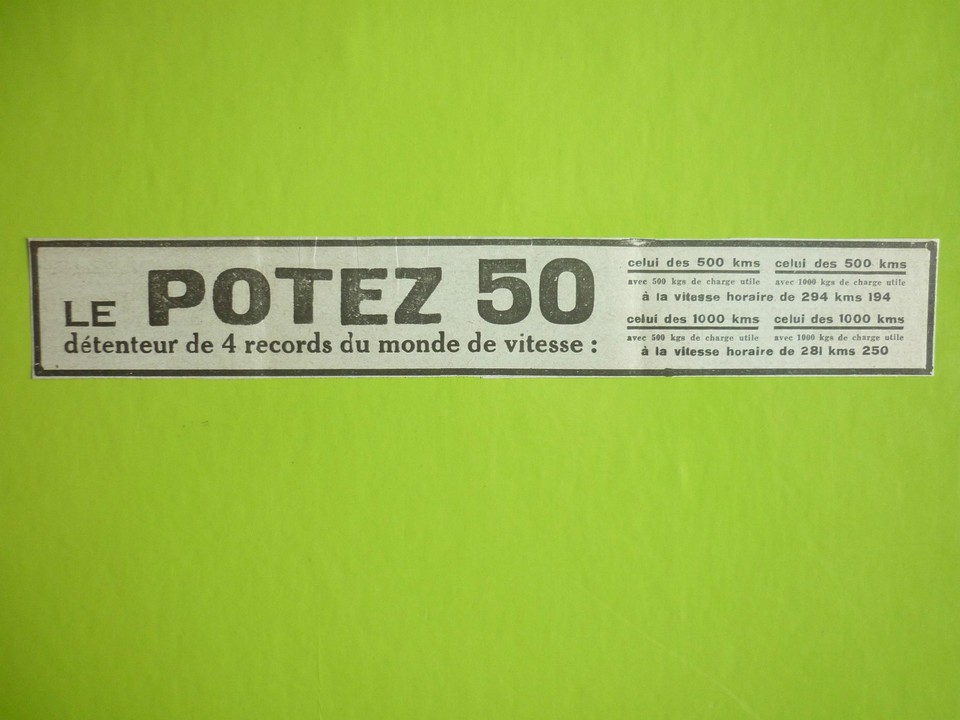 LE POTEZ 50
détenteur de 4 records du monde de vitesse :
celui des 500 kms celui des 500 kms
avec 500 kgs de charge utile avec 1000 kgs de charge utile
à la vitesse horaire de 294 kms 194
celui des 1000 kms celui des 1000 kms
avec 500 kgs de charge utile avec 1000 kgs de charge utile
à la vitesse horaire de 281 kms 250